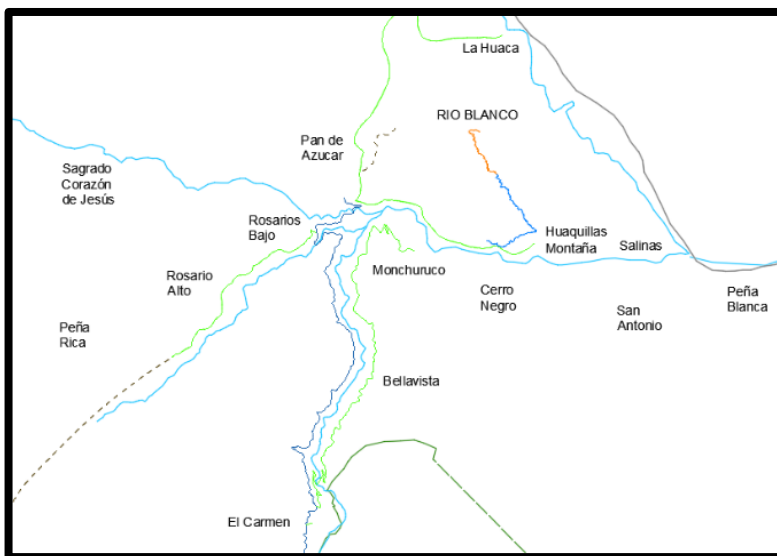 La Huaca
RIO BLANCO
Pan de
Azucar
Sagrado
Corazón
de Jesús
Rosarios
Bajo
Huaquillas
Montaña
Salinas
Monchuruco
Rosario
Alto
Cerro
Negro
Peña
Blanca
San
Antonio
Peña
Rica
Bellavista
El Carmen